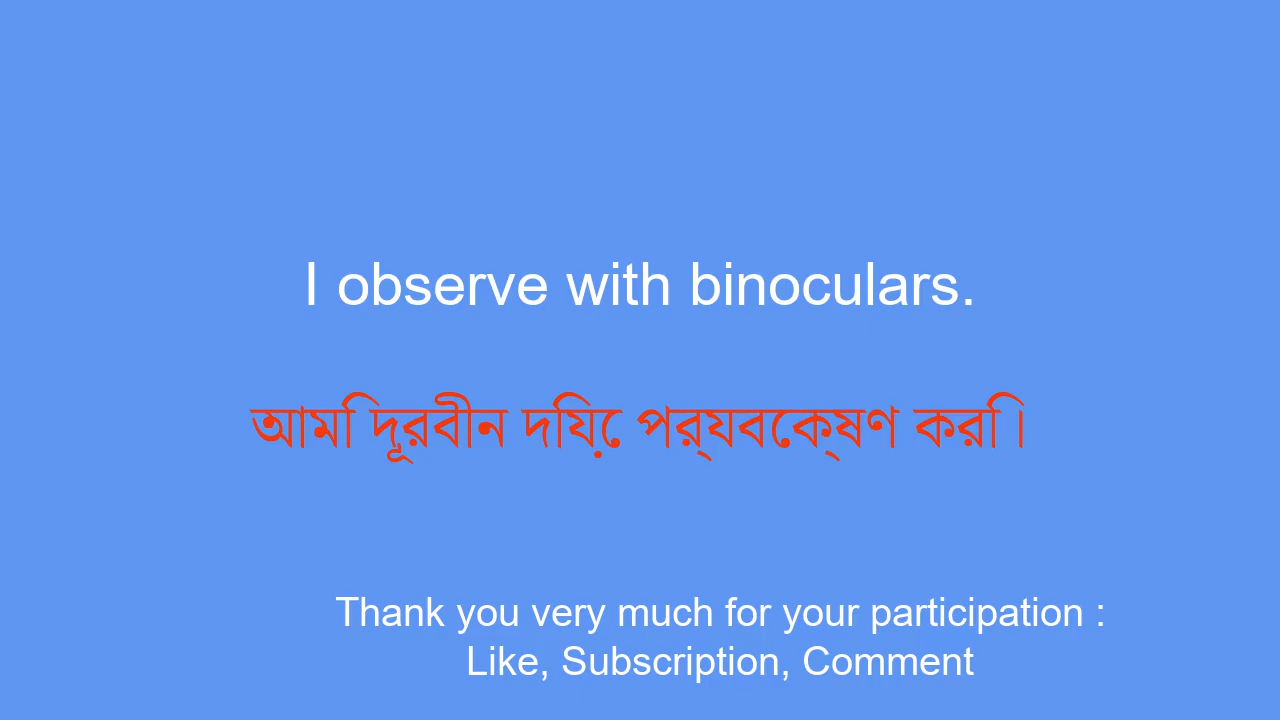 I observe with binoculars.
আমি দূরবীন দিয়ে পর্যবেক্ষণ করি।
Thank you very much for your participation :
Like, Subscription, Comment